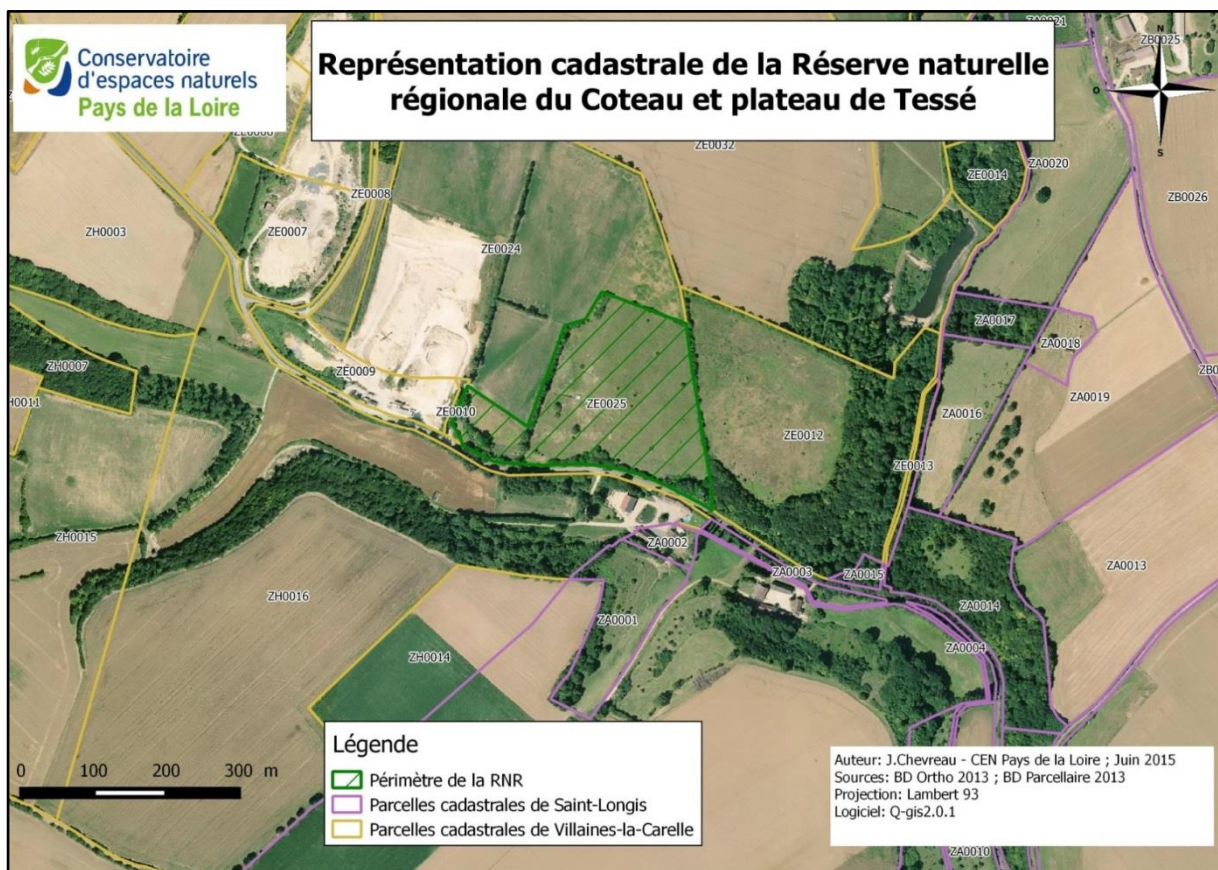 Conservatoire
d'espaces naturels
Pays de la Loire
Représentation cadastrale de la Réserve naturelle
régionale du Coteau et plateau de Tessé
ZA0021
ZB0025
N
O
S
ZE0032
ZE0008
ZE0014
ZA0020
ZB0026
ZH0003
ZE0007
ZE0024
ZA0017
ZA0018
ZH0007
ZE0009
ZE0010
ZE0025
ZE0012
ZA0016
ZA0019
ZE0013
ZH0015
ZA0002
ZA0003
ZA0015
ZA0013
ZH0016
ZA0001
ZA0014
ZA0004
ZH0014
ZA0010
0 100 200 300 m
Légende
Périmètre de la RNR
Parcelles cadastrales de Saint-Longis
Parcelles cadastrales de Villaines-la-Carelle
Auteur: J.Chevreau - CEN Pays de la Loire ; Juin 2015
Sources: BD Ortho 2013 ; BD Parcellaire 2013
Projection: Lambert 93
Logiciel: Q-gis2.0.1